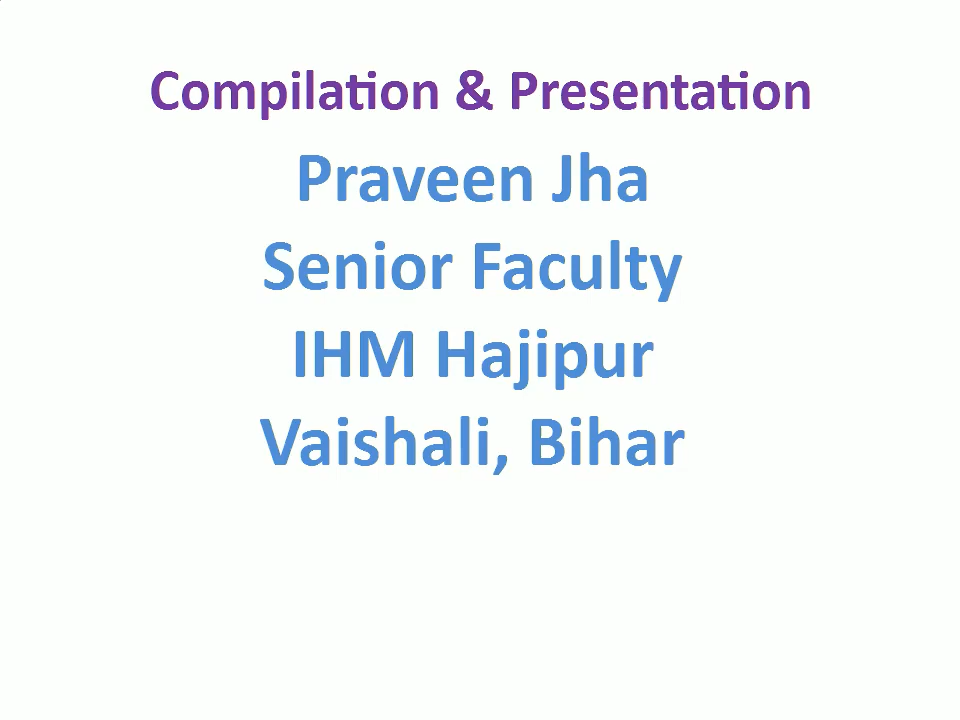 Compilation & Presentation
Praveen Jha
Senior Faculty
IHM Hajipur
Vaishali, Bihar